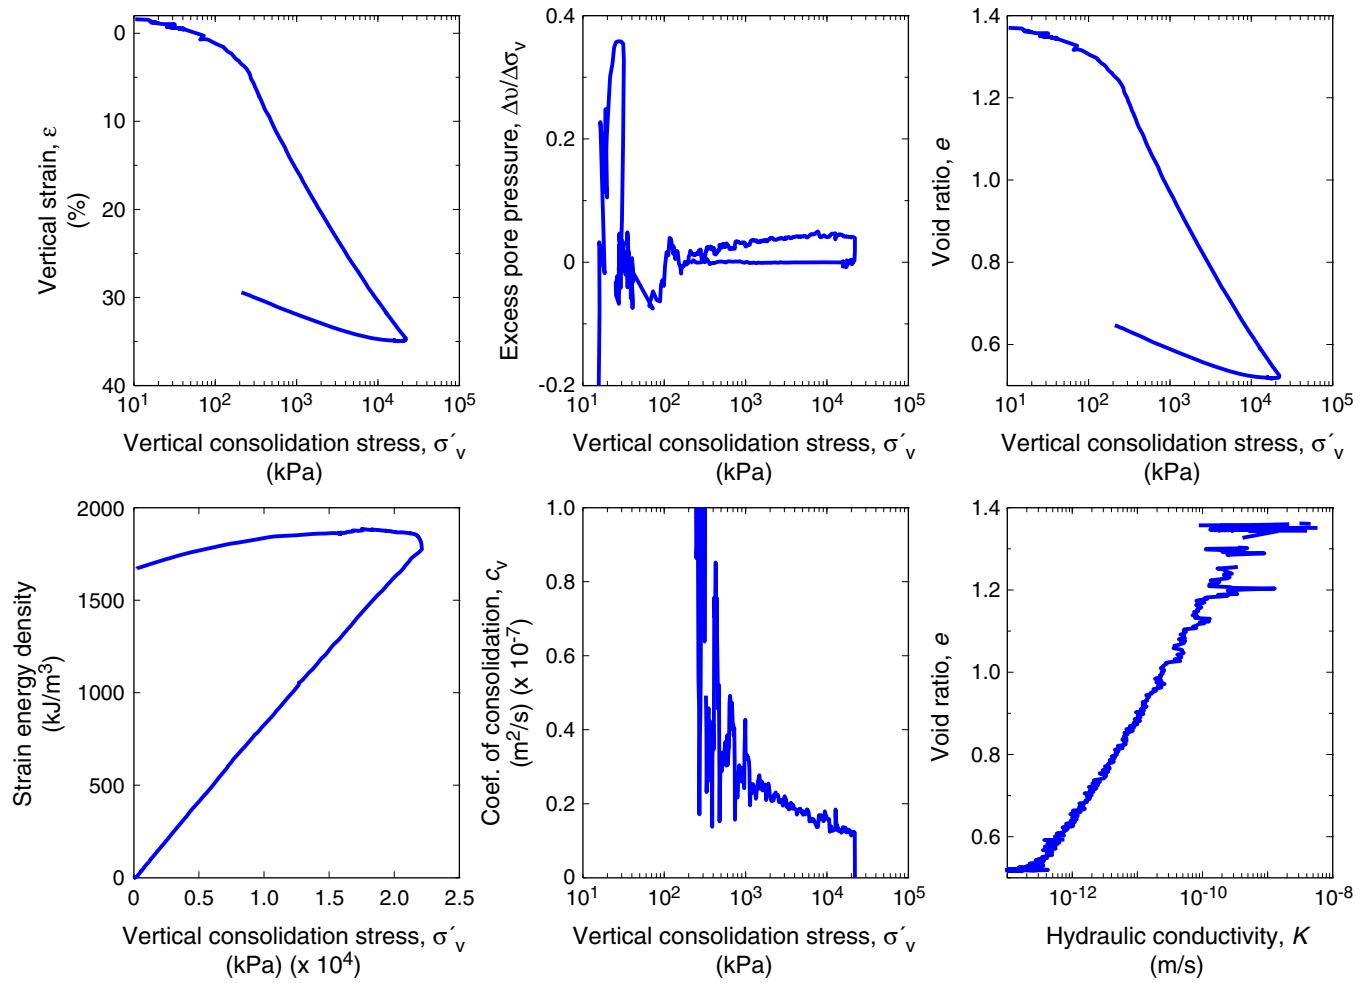 0
10
20
30
40
Vertical strain, ε
(%)
10¹ 10² 10³ 10⁴ 10⁵
Vertical consolidation stress, σ´ᵥ
(kPa)
0.4
0.2
0
-0.2
Excess pore pressure, Δυ/Δσᵥ
10¹ 10² 10³ 10⁴ 10⁵
Vertical consolidation stress, σ´ᵥ
(kPa)
1.4
1.2
1.0
0.8
0.6
Void ratio, e
10¹ 10² 10³ 10⁴ 10⁵
Vertical consolidation stress, σ´ᵥ
(kPa)
2000
1500
1000
500
0
Strain energy density
(kJ/m³)
0 0.5 1.0 1.5 2.0 2.5
Vertical consolidation stress, σ´ᵥ
(kPa) (x 10⁴)
1.0
0.8
0.6
0.4
0.2
0
Coef. of consolidation, cᵥ
(m²/s) (x 10⁻⁷)
10¹ 10² 10³ 10⁴ 10⁵
Vertical consolidation stress, σ´ᵥ
(kPa)
1.4
1.2
1.0
0.8
0.6
Void ratio, e
10⁻¹² 10⁻¹⁰ 10⁻⁸
Hydraulic conductivity, K
(m/s)